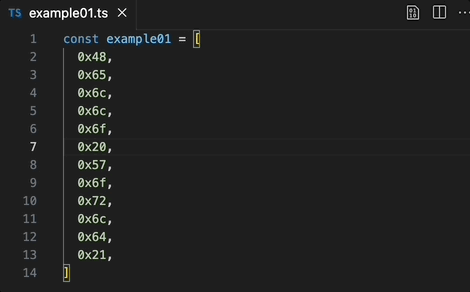 TS example01.ts ×
1 const example01 = [
2 0x48,
3 0x65,
4 0x6c,
5 0x6c,
6 0x6f,
7 0x20,
8 0x57,
9 0x6f,
10 0x72,
11 0x6c,
12 0x64,
13 0x21,
14 ]